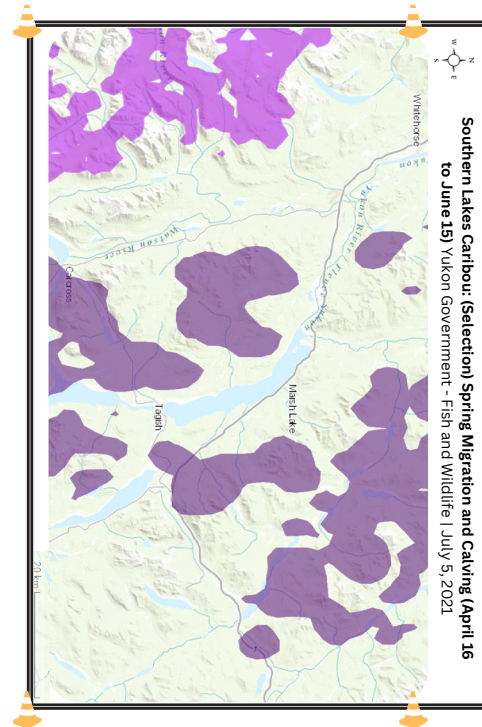 Southern Lakes Caribou: (Selection) Spring Migration and Calving (April 16
to June 15) Yukon Government - Fish and Wildlife | July 5, 2021
N
W
E
S
Whitehorse
Yukon
Yukon River
Watson River
Carcross
Marsh Lake
Tagish
20 km